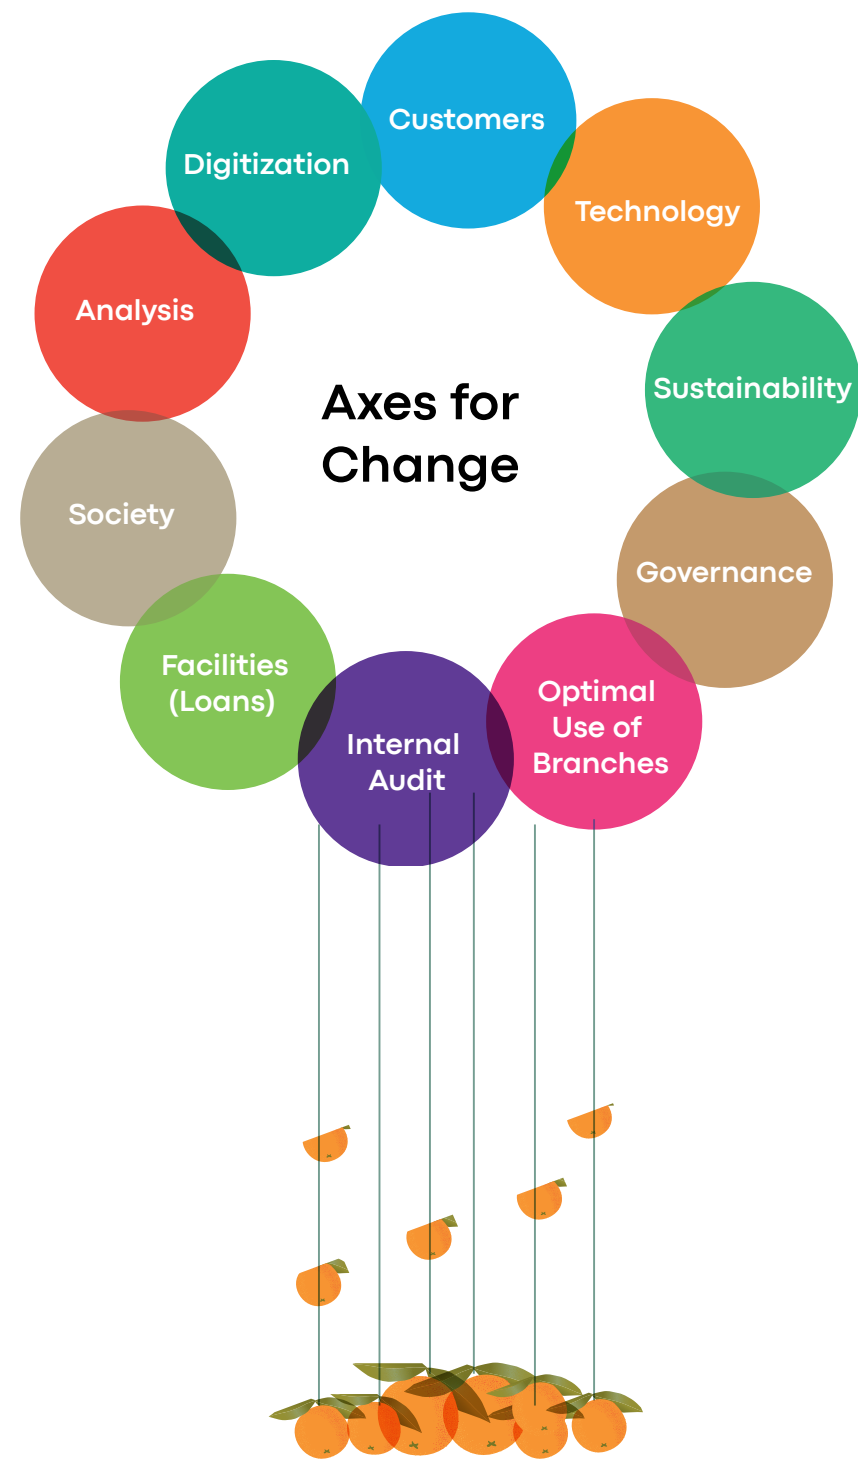 Customers
Digitization
Technology
Analysis
Sustainability
Axes for
Change
Society
Governance
Facilities
(Loans)
Optimal
Use of
Branches
Internal
Audit